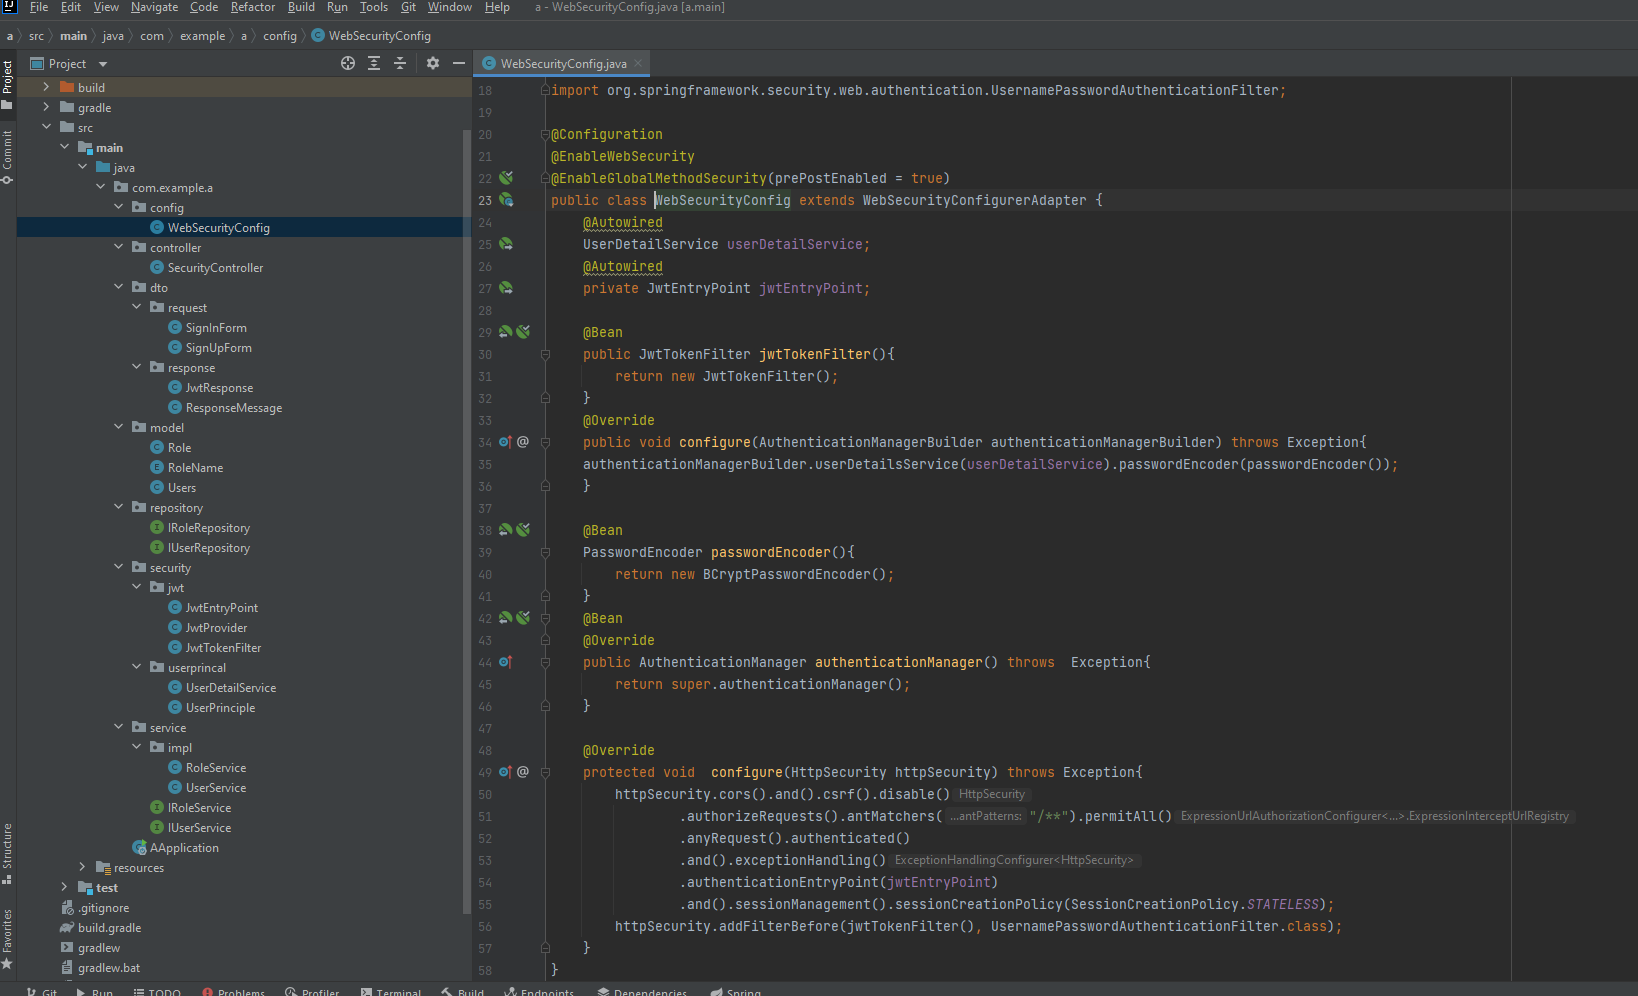 File Edit View Navigate Code Refactor Build Run Tools Git Window Help a - WebSecurityConfig.java [a.main]
a src main java com example a config WebSecurityConfig
Project
WebSecurityConfig.java
Project
Commit
Structure
Favorites
build
gradle
src
main
java
com.example.a
config
WebSecurityConfig
controller
SecurityController
dto
request
SignInForm
SignUpForm
response
JwtResponse
ResponseMessage
model
Role
RoleName
Users
repository
IRoleRepository
IUserRepository
security
jwt
JwtEntryPoint
JwtProvider
JwtTokenFilter
userprincal
UserDetailService
UserPrinciple
service
impl
RoleService
UserService
IRoleService
IUserService
AApplication
resources
test
.gitignore
build.gradle
gradlew
gradlew.bat
18 import org.springframework.security.web.authentication.UsernamePasswordAuthenticationFilter;
19
20 @Configuration
21 @EnableWebSecurity
22 @EnableGlobalMethodSecurity(prePostEnabled = true)
23 public class WebSecurityConfig extends WebSecurityConfigurerAdapter {
24 @Autowired
25 UserDetailService userDetailService;
26 @Autowired
27 private JwtEntryPoint jwtEntryPoint;
28
29 @Bean
30 public JwtTokenFilter jwtTokenFilter(){
31 return new JwtTokenFilter();
32 }
33 @Override
34 @ public void configure(AuthenticationManagerBuilder authenticationManagerBuilder) throws Exception{
35 authenticationManagerBuilder.userDetailsService(userDetailService).passwordEncoder(passwordEncoder());
36 }
37
38 @Bean
39 PasswordEncoder passwordEncoder(){
40 return new BCryptPasswordEncoder();
41 }
42 @Bean
43 @Override
44 public AuthenticationManager authenticationManager() throws  Exception{
45 return super.authenticationManager();
46 }
47
48 @Override
49 @ protected void  configure(HttpSecurity httpSecurity) throws Exception{
50 httpSecurity.cors().and().csrf().disable() HttpSecurity
51 .authorizeRequests().antMatchers( ...antPatterns: "/**").permitAll() ExpressionUrlAuthorizationConfigurer<...>.ExpressionInterceptUrlRegistry
52 .anyRequest().authenticated()
53 .and().exceptionHandling() ExceptionHandlingConfigurer<HttpSecurity>
54 .authenticationEntryPoint(jwtEntryPoint)
55 .and().sessionManagement().sessionCreationPolicy(SessionCreationPolicy.STATELESS);
56 httpSecurity.addFilterBefore(jwtTokenFilter(), UsernamePasswordAuthenticationFilter.class);
57 }
58 }
Git Run TODO Problems Profiler Terminal Build Endpoints Dependencies Spring